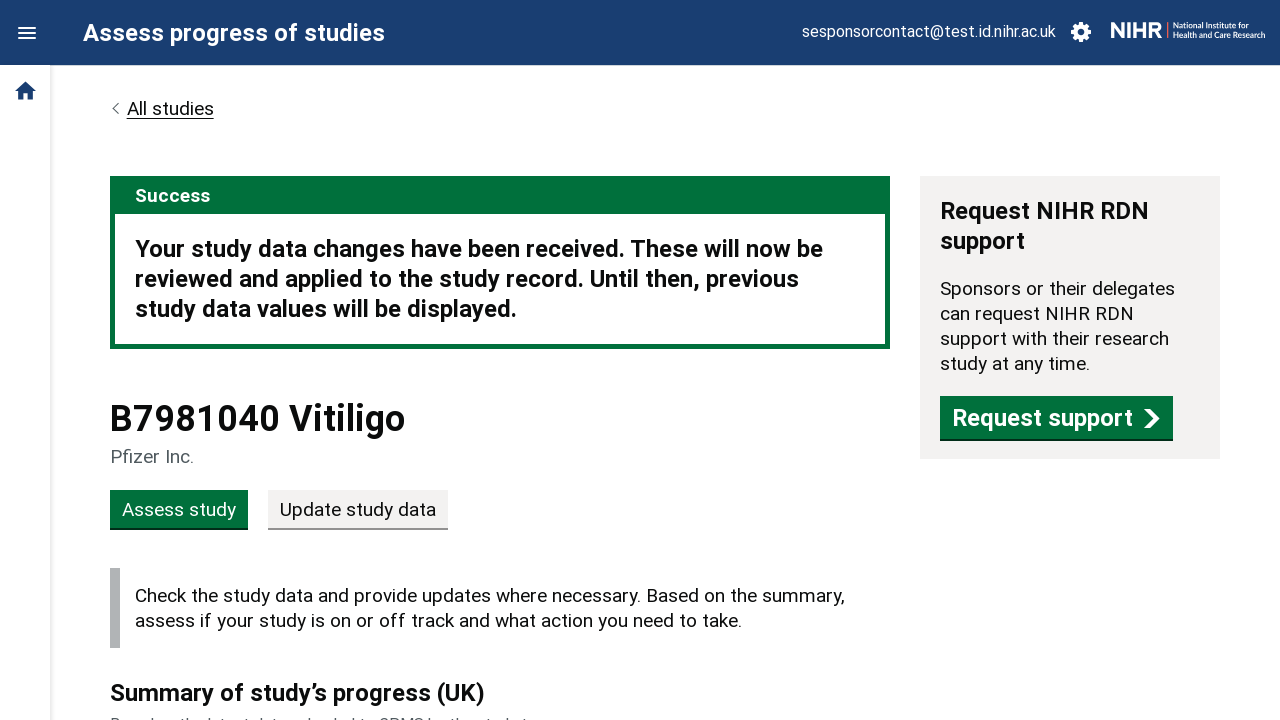 Assess progress of studies
sesponsorcontact@test.id.nihr.ac.uk
NIHR | National Institute for
Health and Care Research
All studies
Success
Your study data changes have been received. These will now be
reviewed and applied to the study record. Until then, previous
study data values will be displayed.
B7981040 Vitiligo
Pfizer Inc.
Assess study
Update study data
Check the study data and provide updates where necessary. Based on the summary,
assess if your study is on or off track and what action you need to take.
Summary of study’s progress (UK)
Request NIHR RDN
support
Sponsors or their delegates
can request NIHR RDN
support with their research
study at any time.
Request support